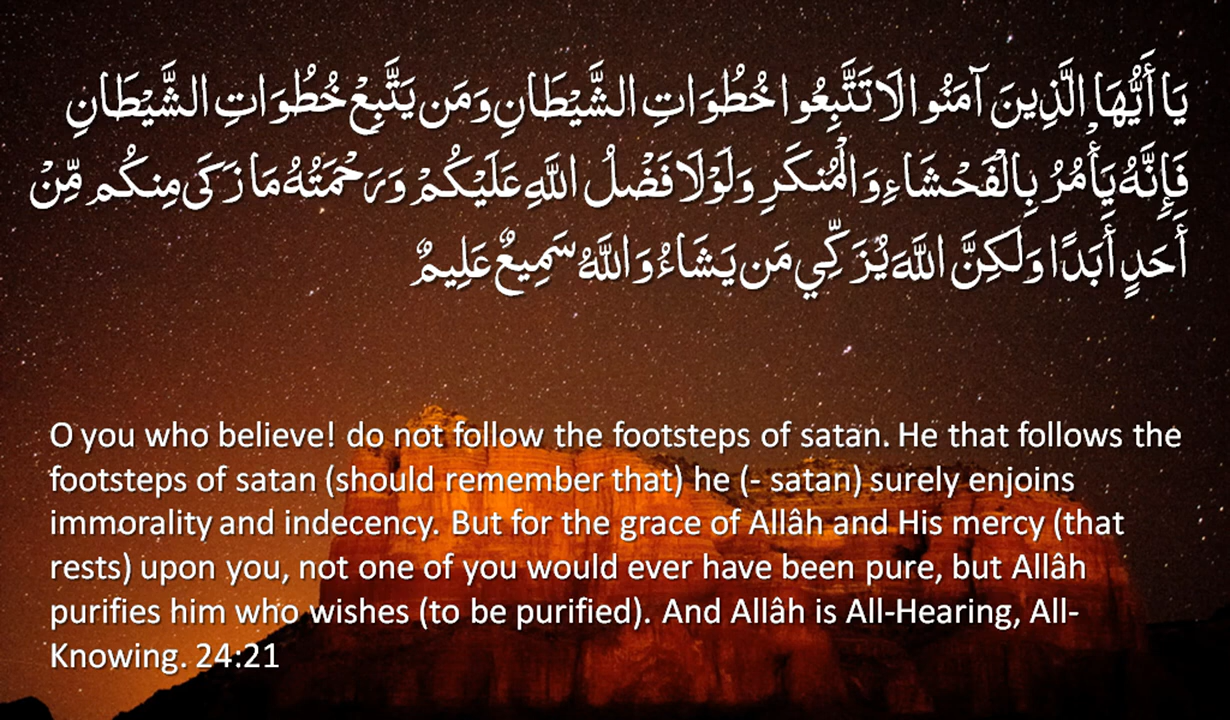 يَا أَيُّهَا الَّذِينَ آمَنُوا لَا تَتَّبِعُوا خُطُوَاتِ الشَّيْطَانِ وَمَن يَتَّبِعْ خُطُوَاتِ الشَّيْطَانِ
فَإِنَّهُ يَأْمُرُ بِالْفَحْشَاءِ وَالْمُنكَرِ وَلَوْلَا فَضْلُ اللَّهِ عَلَيْكُمْ وَرَحْمَتُهُ مَا زَكَى مِنكُم مِّنْ
أَحَدٍ أَبَدًا وَلَكِنَّ اللَّهَ يُزَكِّي مَن يَشَاءُ وَاللَّهُ سَمِيعٌ عَلِيمٌ
O you who believe! do not follow the footsteps of satan. He that follows the
footsteps of satan (should remember that) he (- satan) surely enjoins
immorality and indecency. But for the grace of Allâh and His mercy (that
rests) upon you, not one of you would ever have been pure, but Allâh
purifies him who wishes (to be purified). And Allâh is All-Hearing, All-
Knowing. 24:21